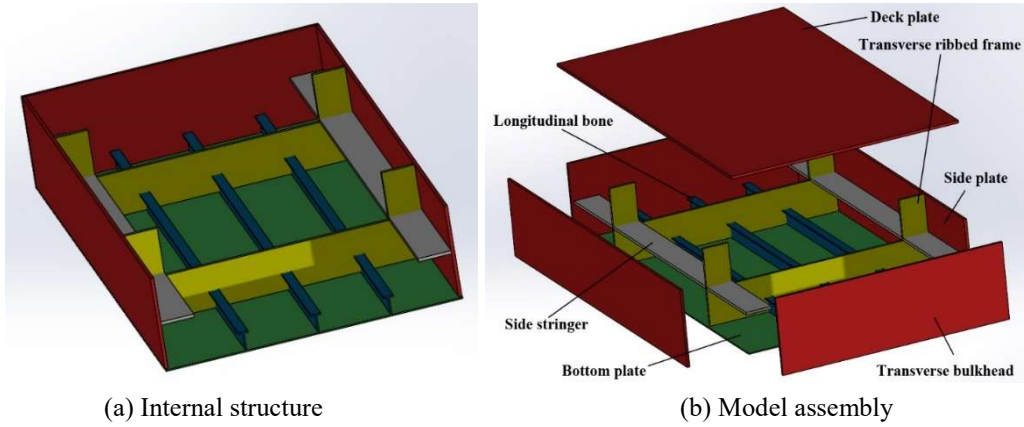 Deck plate
Transverse ribbed frame
Longitudinal bone
Side plate
Side stringer
Bottom plate
Transverse bulkhead
(a) Internal structure
(b) Model assembly